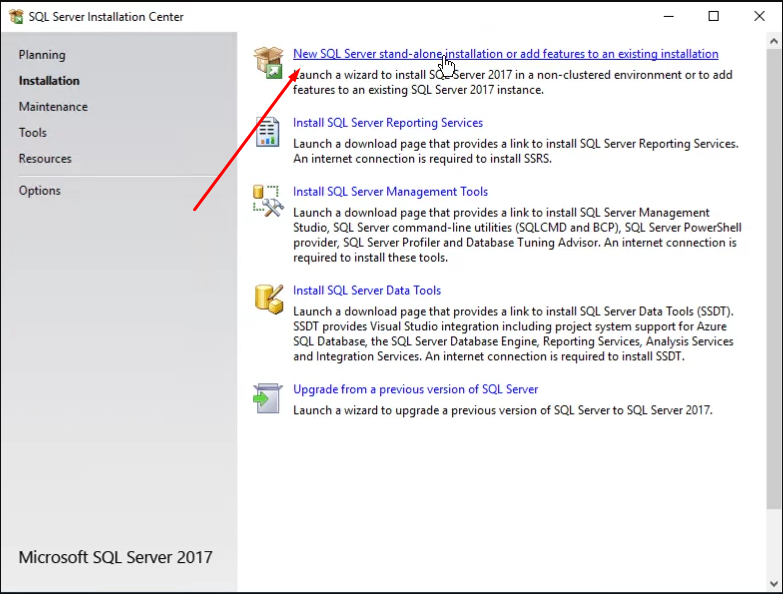 SQL Server Installation Center
Planning
Installation
Maintenance
Tools
Resources
Options
New SQL Server stand-alone installation or add features to an existing installation
Launch a wizard to install SQL Server 2017 in a non-clustered environment or to add
features to an existing SQL Server 2017 instance.
Install SQL Server Reporting Services
Launch a download page that provides a link to install SQL Server Reporting Services.
An internet connection is required to install SSRS.
Install SQL Server Management Tools
Launch a download page that provides a link to install SQL Server Management
Studio, SQL Server command-line utilities (SQLCMD and BCP), SQL Server PowerShell
provider, SQL Server Profiler and Database Tuning Advisor. An internet connection is
required to install these tools.
Install SQL Server Data Tools
Launch a download page that provides a link to install SQL Server Data Tools (SSDT).
SSDT provides Visual Studio integration including project system support for Azure
SQL Database, the SQL Server Database Engine, Reporting Services, Analysis Services
and Integration Services. An internet connection is required to install SSDT.
Upgrade from a previous version of SQL Server
Launch a wizard to upgrade a previous version of SQL Server to SQL Server 2017.
Microsoft SQL Server 2017